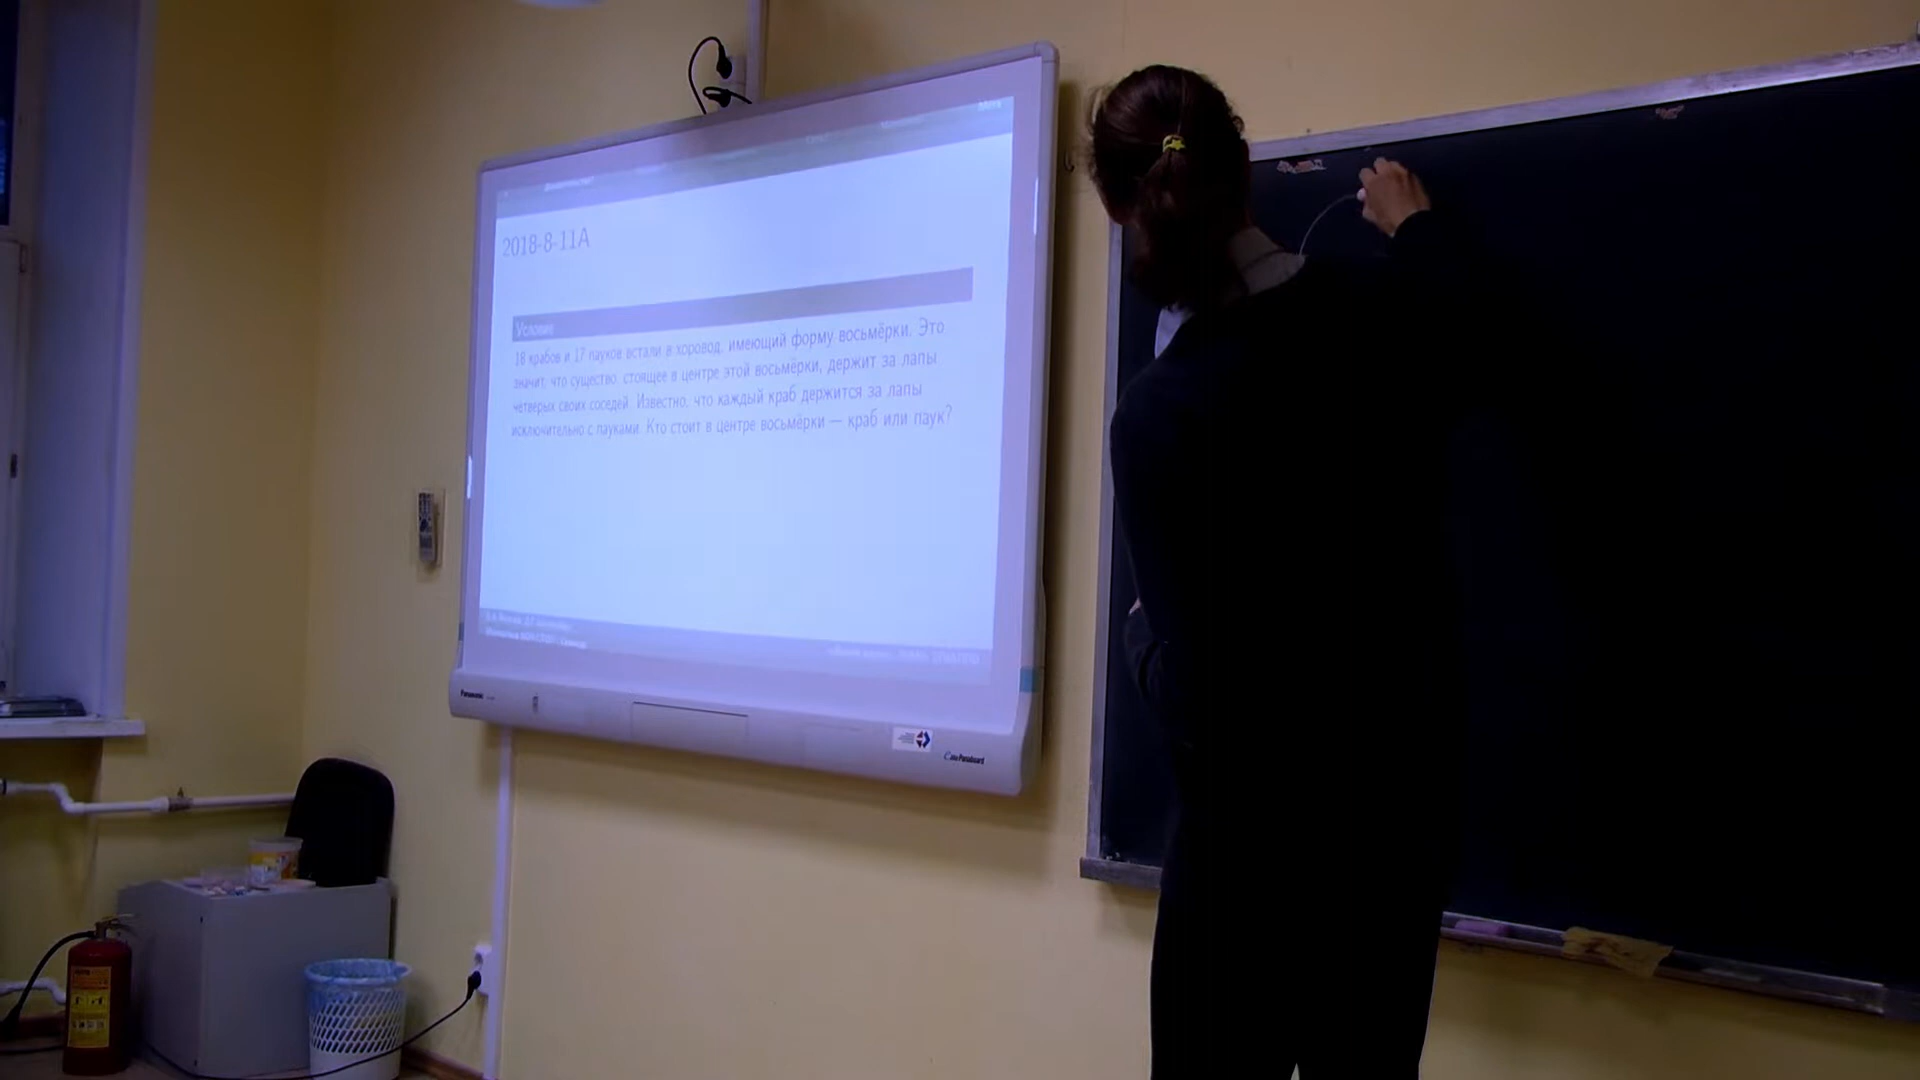 2018-8-11A
Условие
18 крабов и 17 пауков встали в хоровод, имеющий форму восьмёрки. Это
значит, что существо, стоящее в центре этой восьмёрки, держит за лапы
четверых своих соседей. Известно, что каждый краб держится за лапы
исключительно с пауками. Кто стоит в центре восьмёрки — краб или паук?
Panasonic
Panaboard